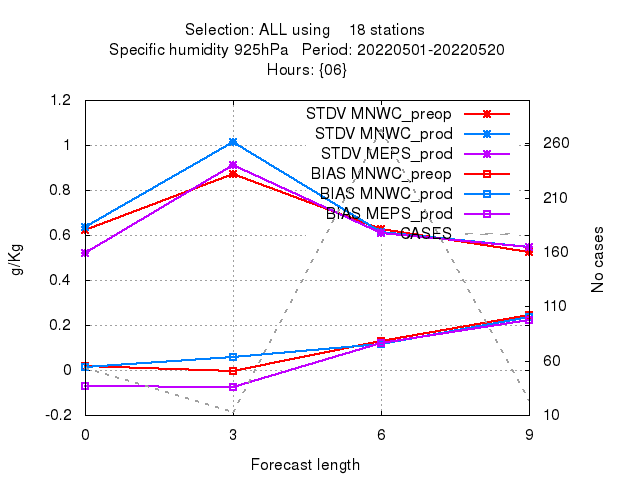 Selection: ALL using    18 stations
Specific humidity 925hPa   Period: 20220501-20220520
Hours: {06}
STDV MNWC_preop
STDV MNWC_prod
STDV MEPS_prod
BIAS MNWC_preop
BIAS MNWC_prod
BIAS MEPS_prod
CASES
1.2
1
0.8
0.6
0.4
0.2
0
-0.2
g/Kg
260
210
160
110
60
10
No cases
0 3 6 9
Forecast length